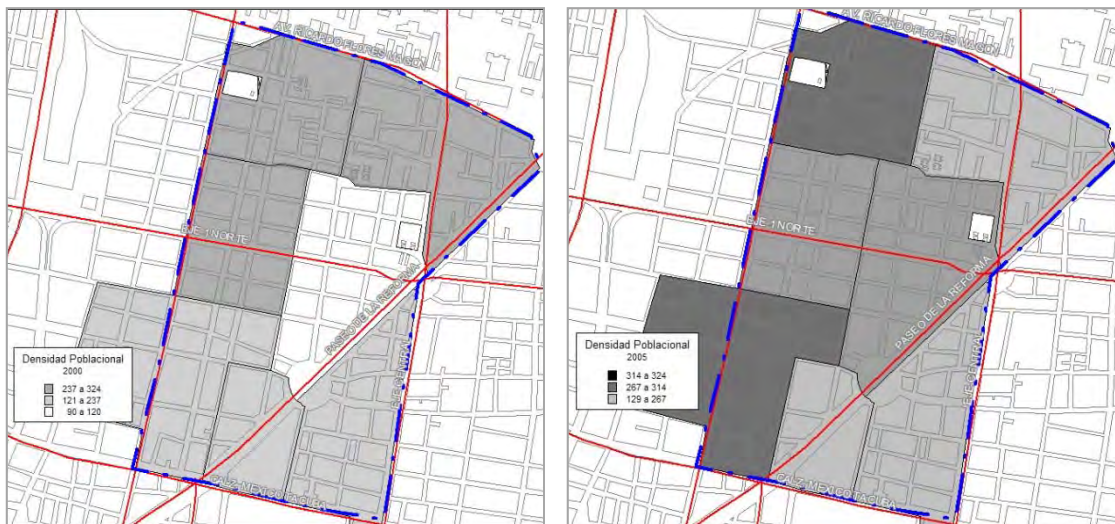 AV. RICARDO FLORES MAGON
EJE 1 NORTE
PASEO DE LA REFORMA
EJE CENTRAL
CALZ- MEXICO TACUBA
Densidad Poblacional
2000
237 a 324
121 a 237
90 a 120
AV. RICARDO FLORES MAGON
EJE 1 NORTE
PASEO DE LA REFORMA
EJE CENTRAL
CALZ- MEXICO TACUBA
Densidad Poblacional
2005
314 a 324
267 a 314
129 a 267